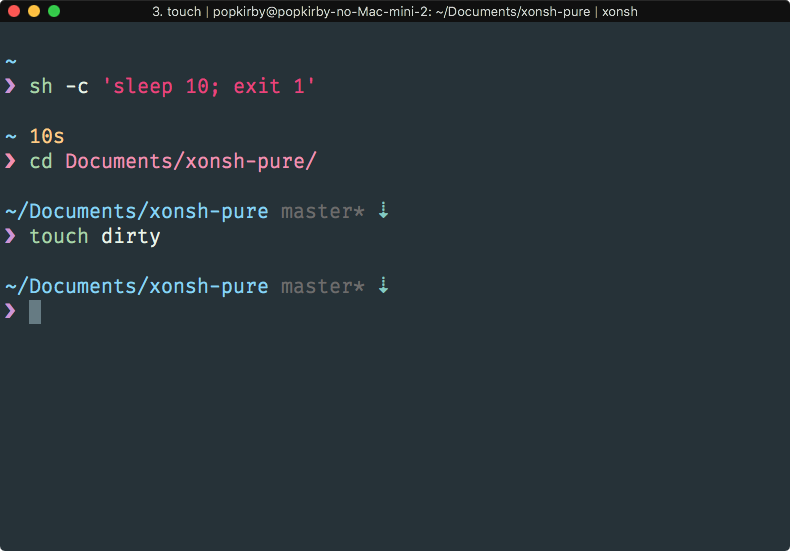 3. touch | popkirby@popkirby-no-Mac-mini-2: ~/Documents/xonsh-pure | xonsh
~
❯ sh -c 'sleep 10; exit 1'
~ 10s
❯ cd Documents/xonsh-pure/
~/Documents/xonsh-pure master* ⇣
❯ touch dirty
~/Documents/xonsh-pure master* ⇣
❯